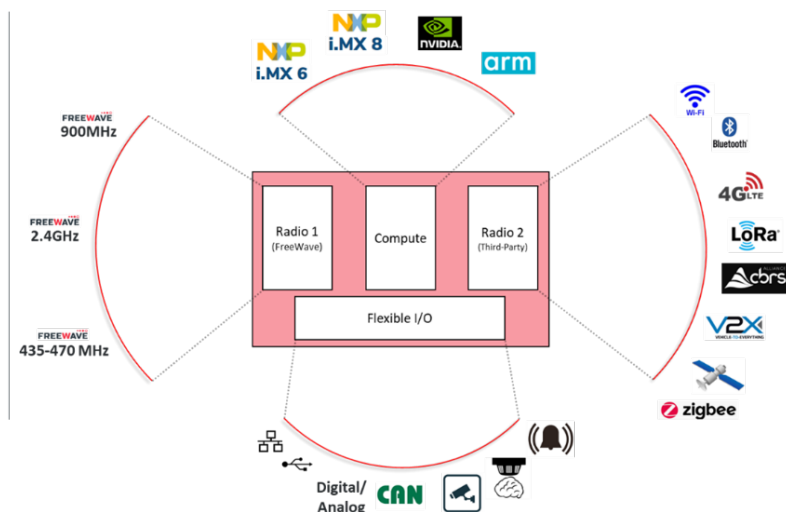 NXP
i.MX 6
NXP
i.MX 8
NVIDIA.
arm
FREEWAVE
900MHz
FREEWAVE
2.4GHz
FREEWAVE
435-470 MHz
Radio 1
(FreeWave)
Compute
Radio 2
(Third-Party)
Flexible I/O
Wi-Fi
Bluetooth
4G LTE
LoRa
ALLIANCE
cbrs
V2X
VEHICLE-TO-EVERYTHING
zigbee
Digital/
Analog
CAN